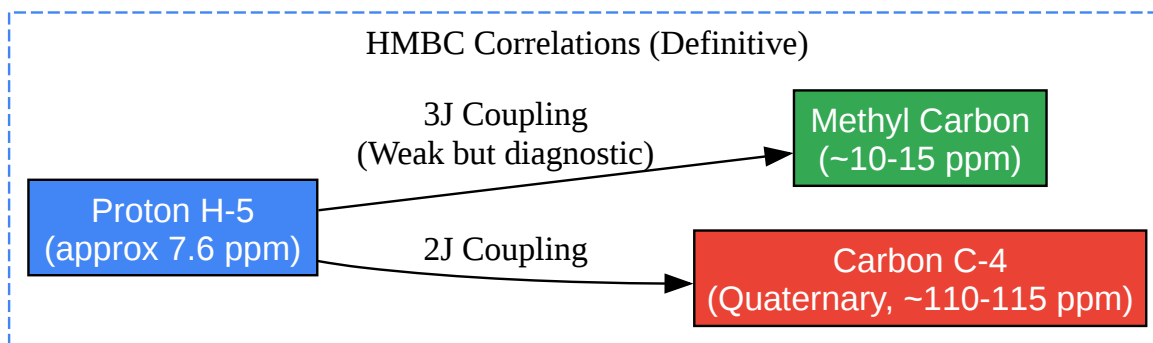 HMBC Correlations (Definitive)
3J Coupling
(Weak but diagnostic)
Methyl Carbon
(~10-15 ppm)
Proton H-5
(approx 7.6 ppm)
2J Coupling
Carbon C-4
(Quaternary, ~110-115 ppm)